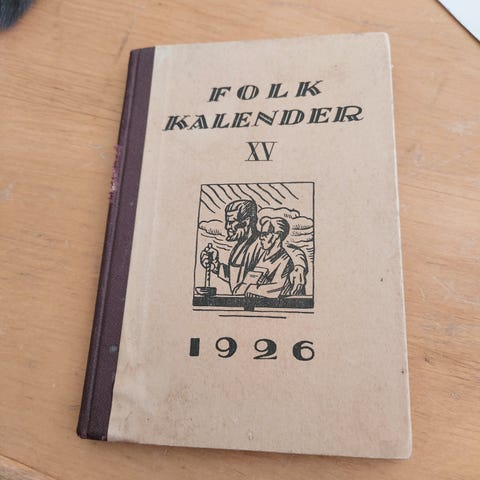 FOLK
KALENDER
XV
1926